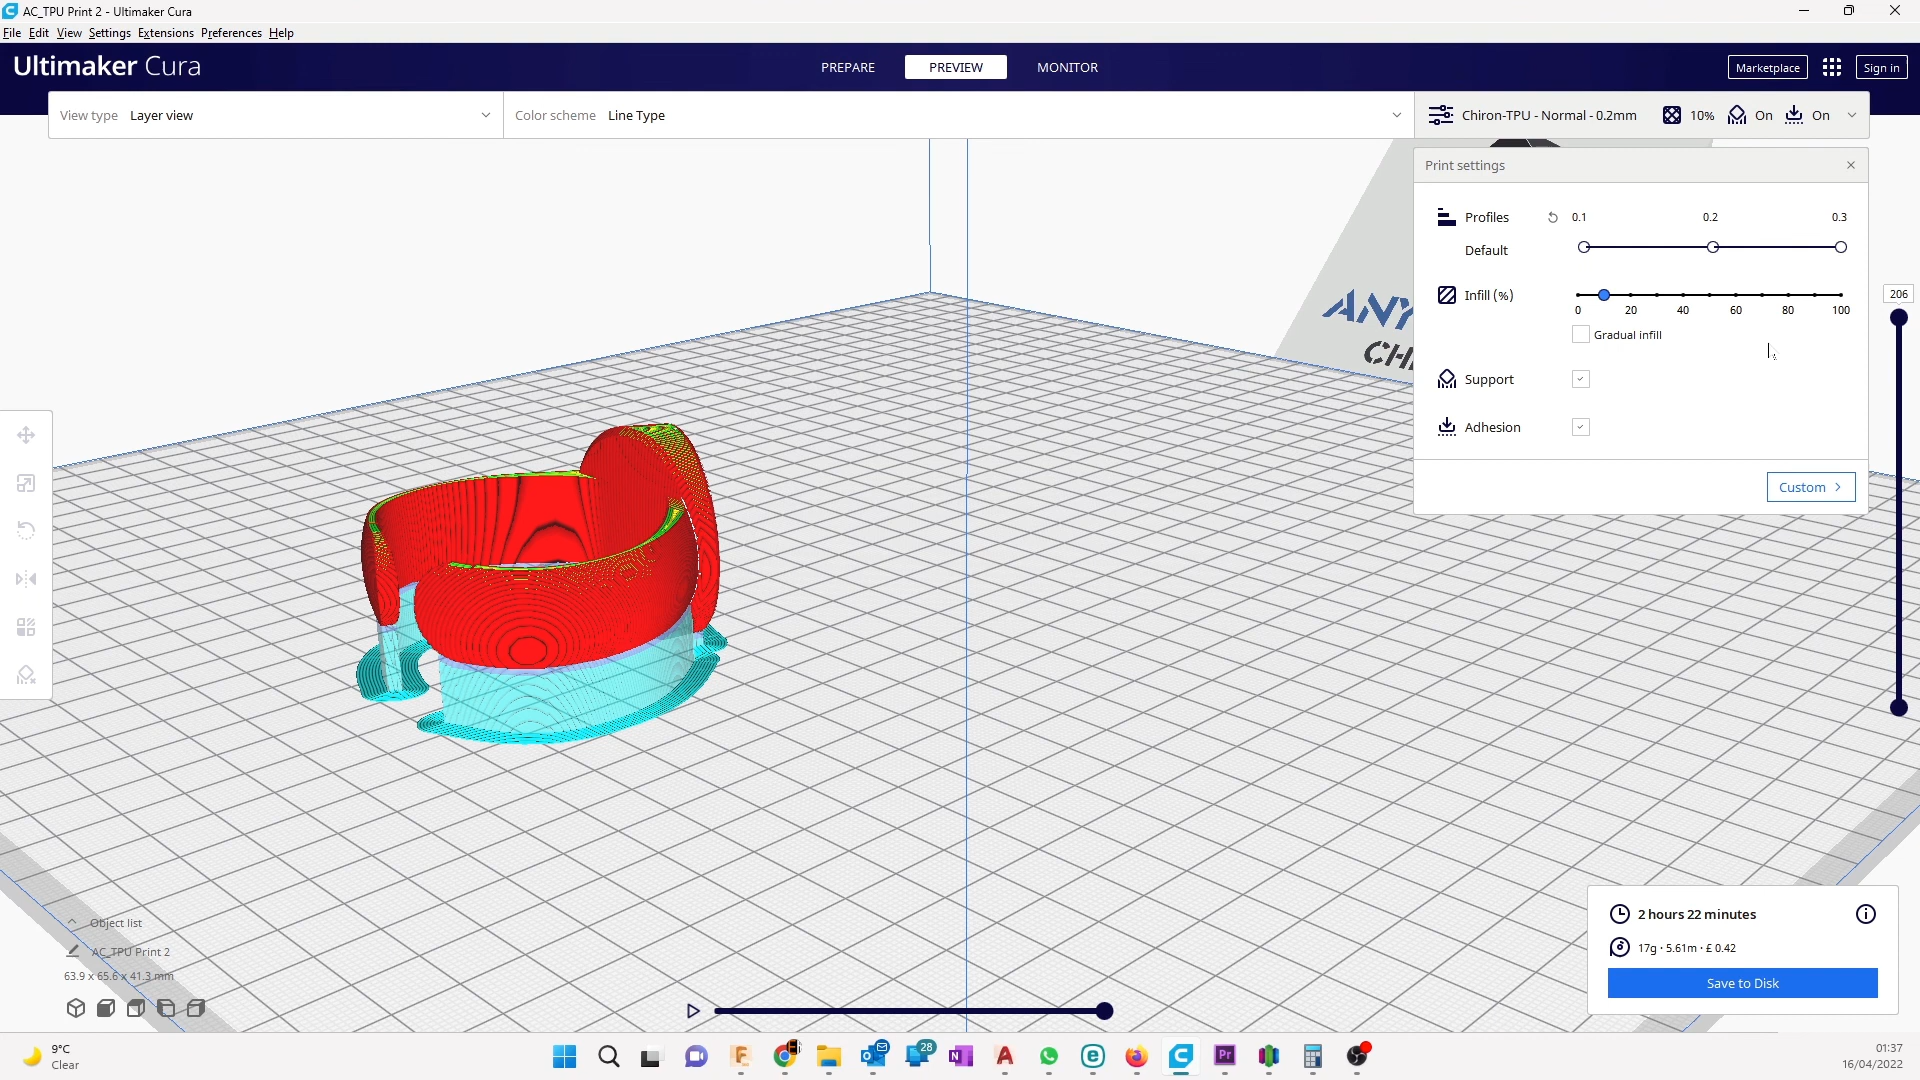 AC_TPU Print 2 - Ultimaker Cura
File Edit View Settings Extensions Preferences Help
Ultimaker Cura
PREPARE PREVIEW MONITOR
Marketplace Sign in
View type Layer view
Color scheme Line Type
Chiron-TPU - Normal - 0.2mm 10% On On
Print settings
Profiles 0.1 0.2 0.3
Default
Infill (%)
0 20 40 60 80 100
Gradual infill
Support
Adhesion
Custom
206
ANY
CHI
Object list
AC_TPU Print 2
63.9 x 65.6 x 41.3 mm
2 hours 22 minutes
17g · 5.61m · £ 0.42
Save to Disk
9°C
Clear
28
Pr
01:37
16/04/2022